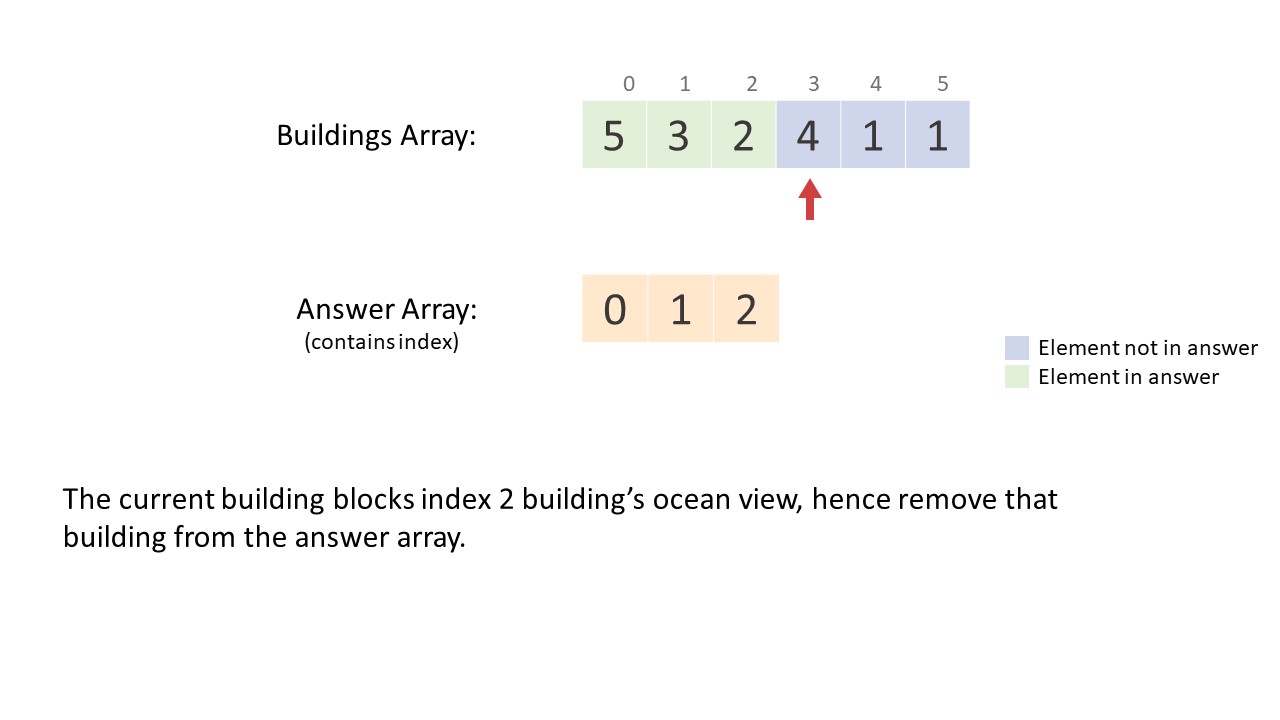 0 1 2 3 4 5
Buildings Array: 5 3 2 4 1 1
Answer Array: 0 1 2
(contains index)
Element not in answer
Element in answer
The current building blocks index 2 building’s ocean view, hence remove that
building from the answer array.